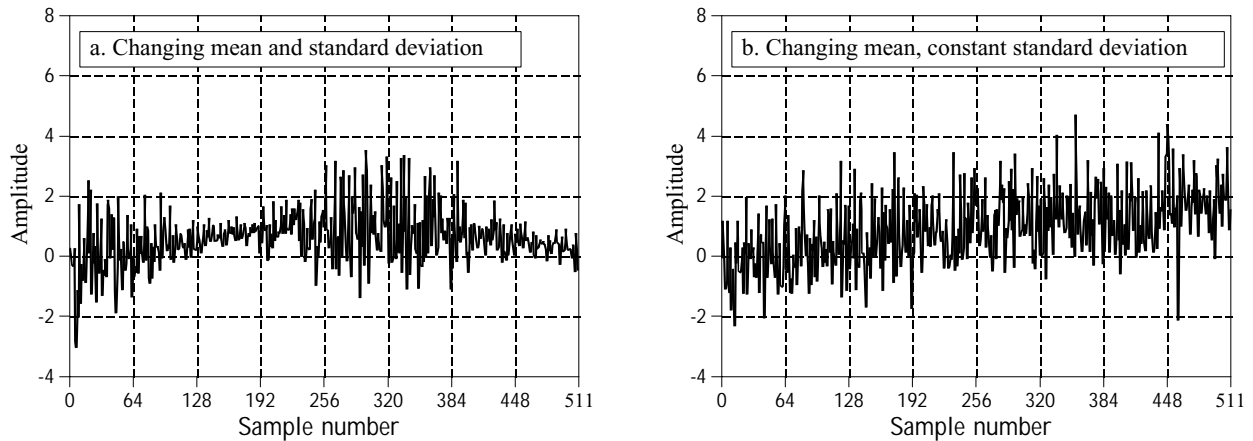 a. Changing mean and standard deviation
Amplitude
8
6
4
2
0
-2
-4
0 64 128 192 256 320 384 448 511
Sample number
b. Changing mean, constant standard deviation
Amplitude
8
6
4
2
0
-2
-4
0 64 128 192 256 320 384 448 511
Sample number